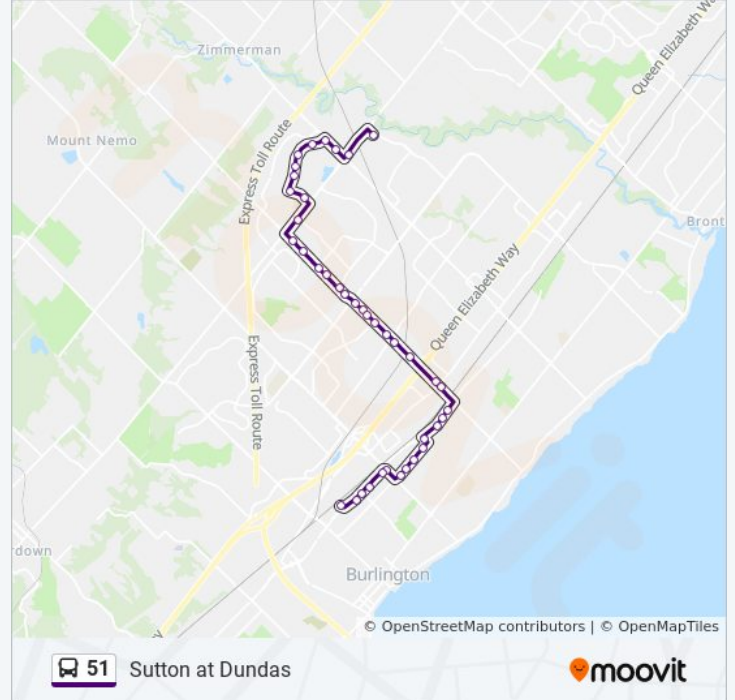 Queen Elizabeth Wa
Zimmerman
Mount Nemo
Express Toll Route
Bront
Queen Elizabeth Way
Express Toll Route
rdown
Burlington
y
© OpenStreetMap contributors | © OpenMapTiles
51 Sutton at Dundas
moovit